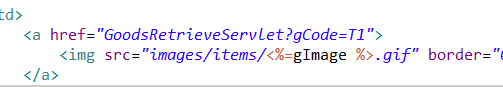 td>
<a href="GoodsRetrieveServlet?gCode=T1">
<img src="images/items/<%=gImage %>.gif" border="
</a>